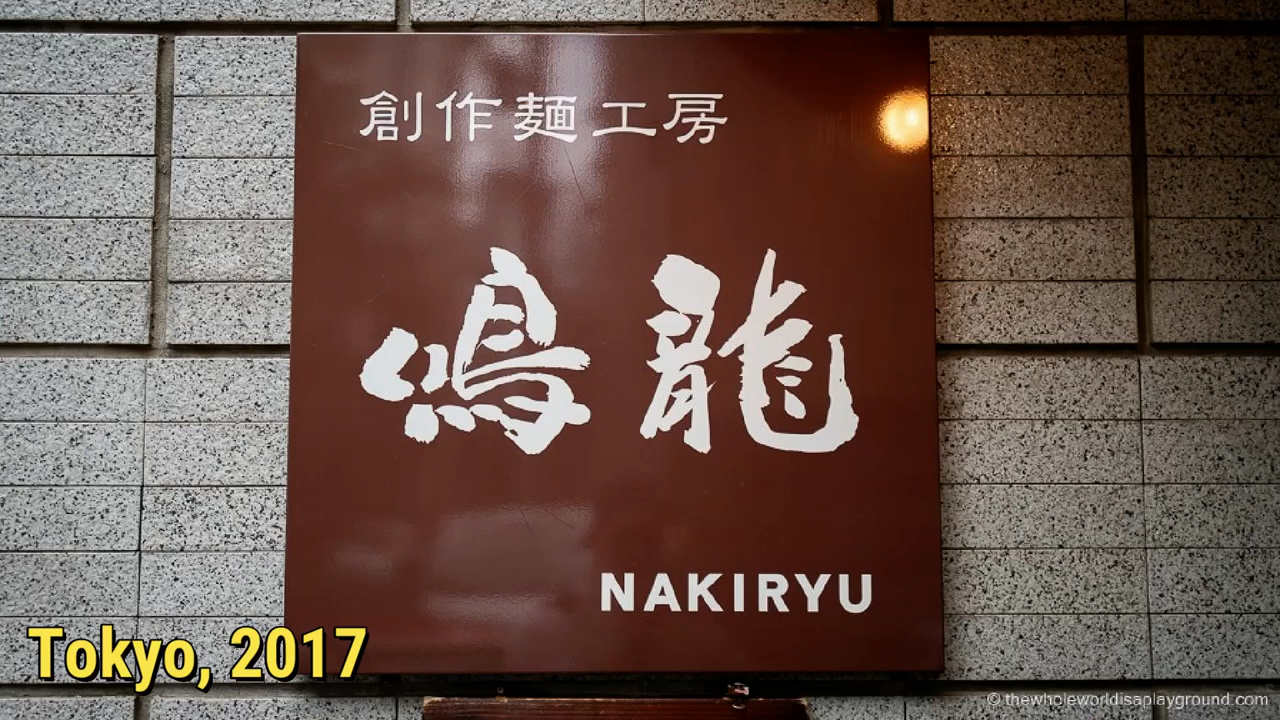 創作麺工房
鳴龍
NAKIRYU
Tokyo, 2017
© thewholeworldisaplayground.com